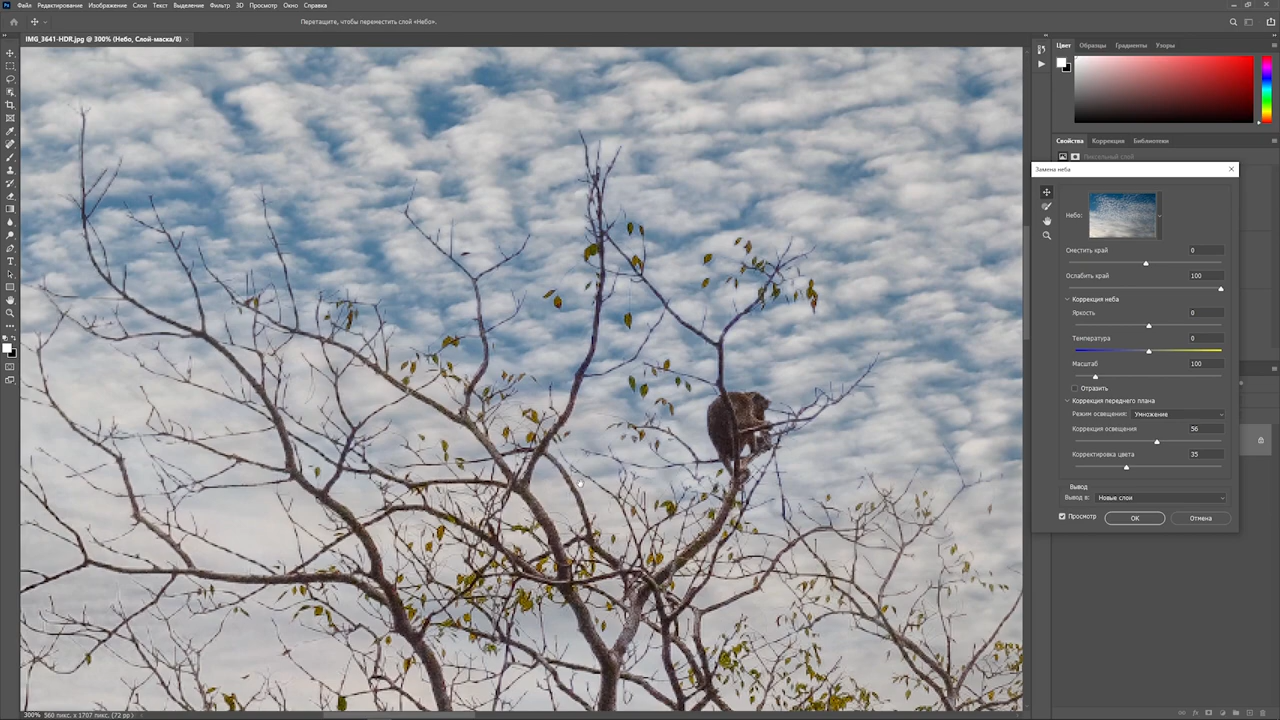 Ps Файл Редактирование Изображение Слои Текст Выделение Фильтр 3D Просмотр Окно Справка
Перетащите, чтобы переместить слой «Небо».
IMG_3641-HDR.jpg @ 300% (Небо, Слой-маска/8) ×
Цвет Образцы Градиенты Узоры
Свойства Коррекция Библиотеки
Пиксельный слой
Замена неба
Небо:
Сместить край 0
Ослабить край 100
Коррекция неба
Яркость 0
Температура 0
Масштаб 100
Отразить
Коррекция переднего плана
Режим освещения: Умножение
Коррекция освещения 56
Корректировка цвета 35
Вывод
Вывод в: Новые слои
Просмотр OK Отмена
300% 560 пикс. x 1707 пикс. (72 pp)